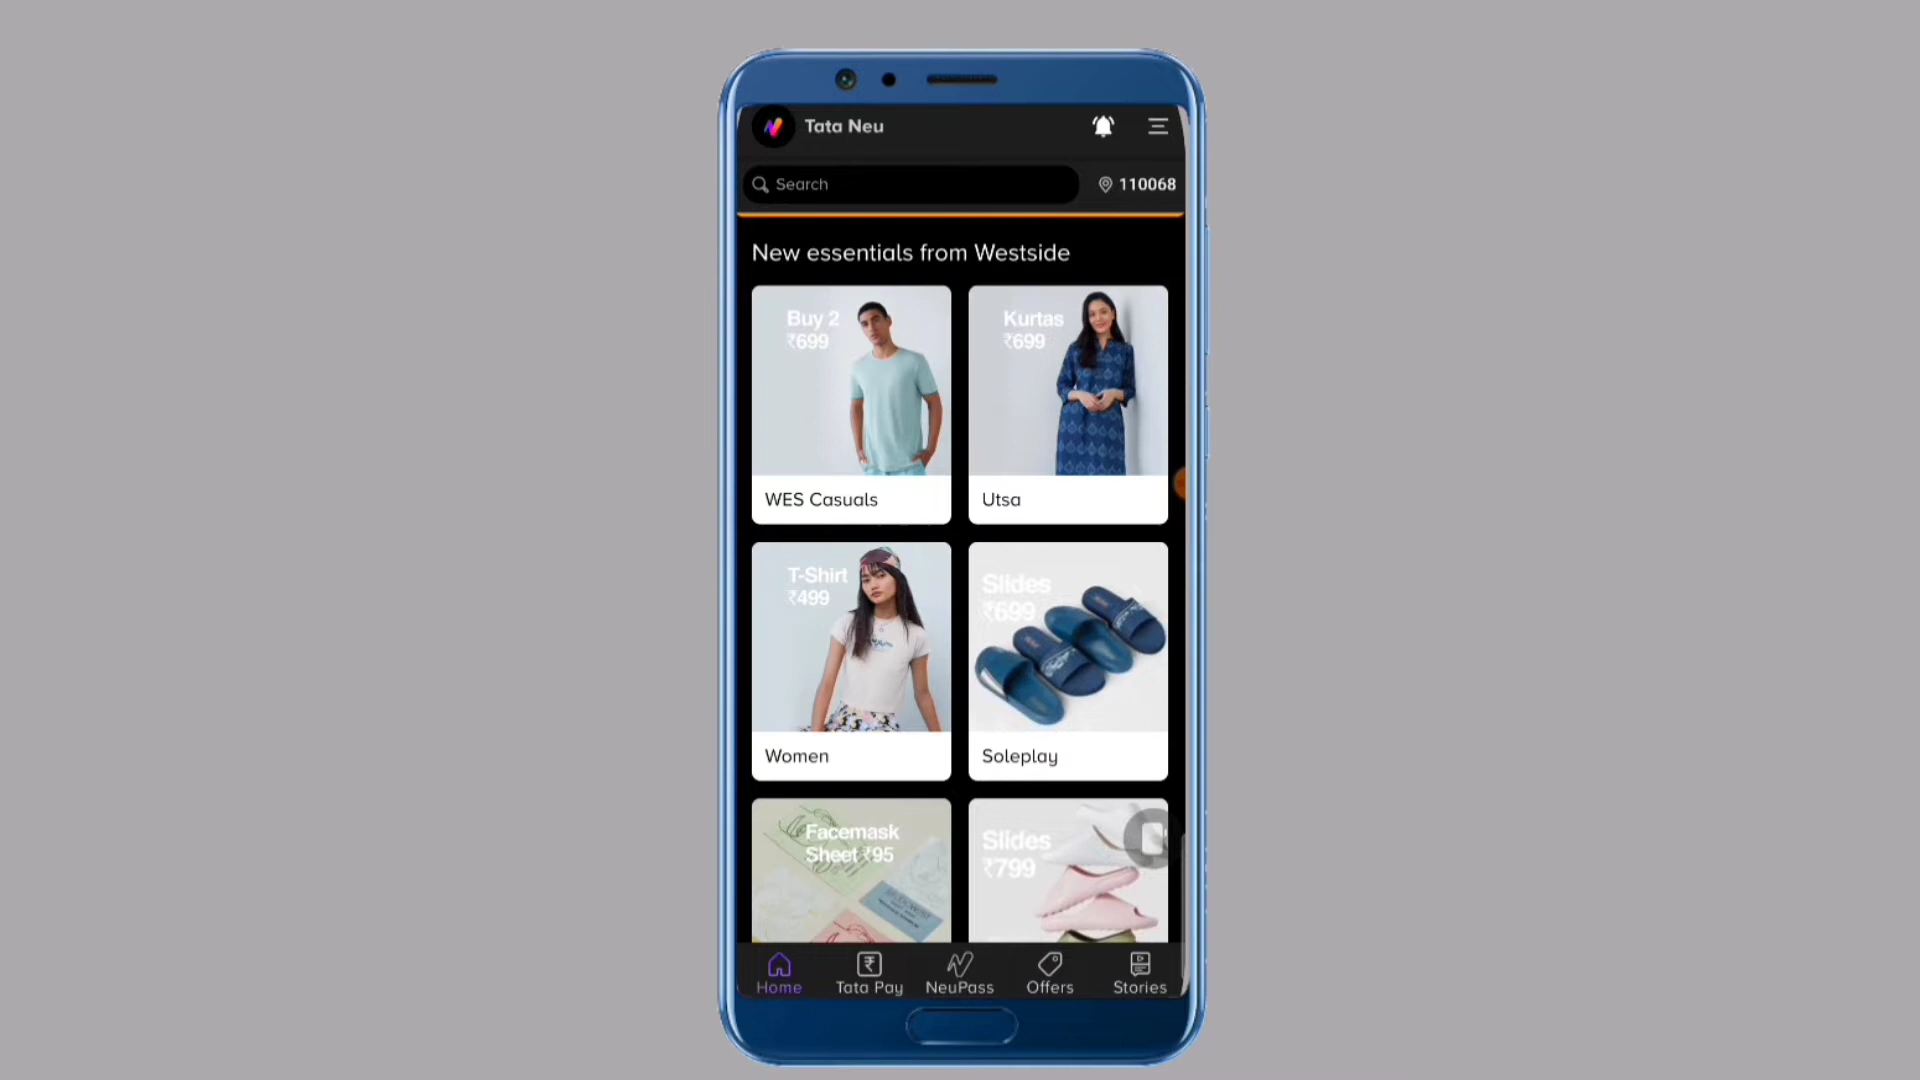 Tata Neu
Search
110068
New essentials from Westside
Buy 2
₹699
WES Casuals
Kurtas
₹699
Utsa
T-Shirt
₹499
Women
Slides
₹699
Soleplay
Facemask
Sheet ₹95
Slides
₹799
Home
Tata Pay
NeuPass
Offers
Stories